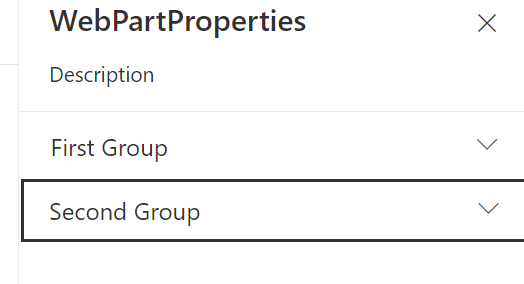 WebPartProperties
Description
First Group
Second Group